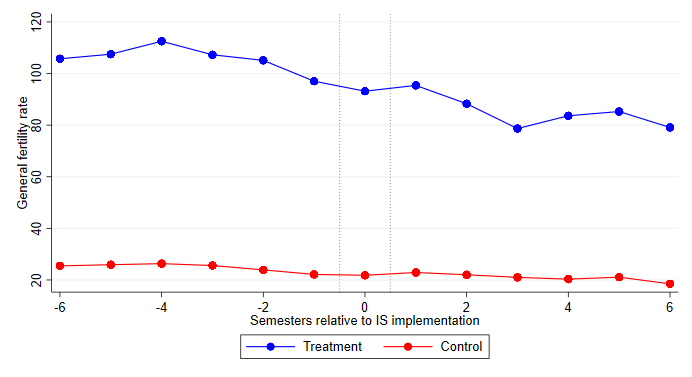 General fertility rate
120
100
80
60
40
20
-6 -4 -2 0 2 4 6
Semesters relative to IS implementation
Treatment Control